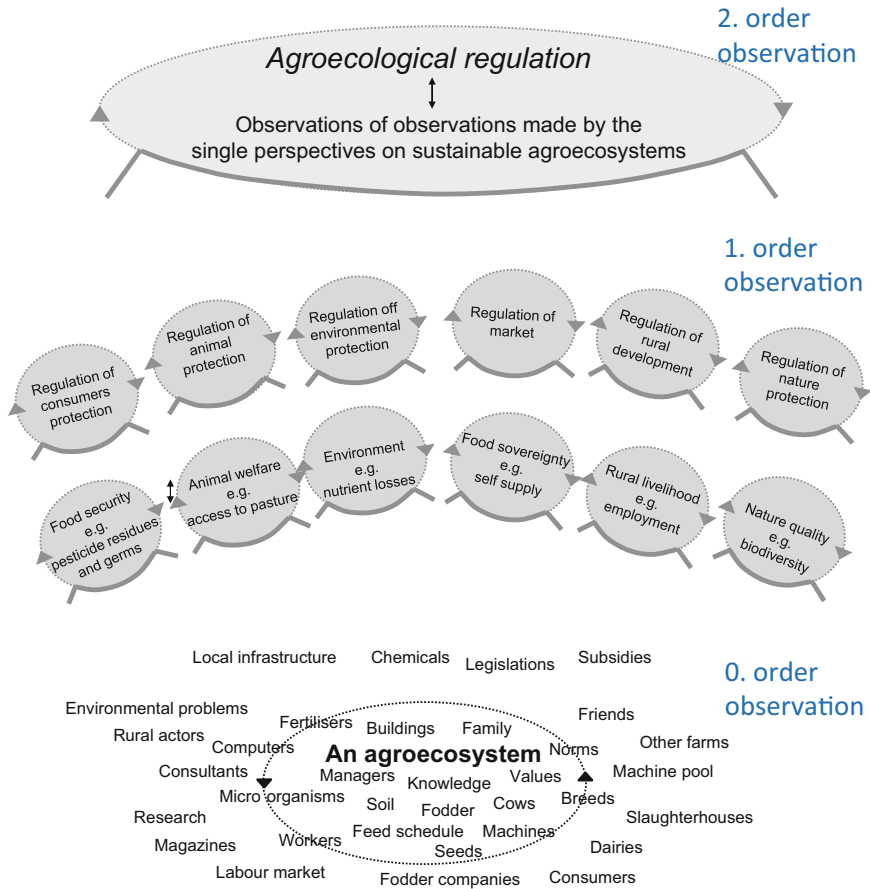 2. order
observation
Agroecological regulation
Observations of observations made by the
single perspectives on sustainable agroecosystems
1. order
observation
Regulation of
consumers
protection
Regulation of
animal
protection
Regulation off
environmental
protection
Regulation of
market
Regulation of
rural
development
Regulation of
nature
protection
Food security
e.g.
pesticide residues
and germs
Animal welfare
e.g.
access to pasture
Environment
e.g.
nutrient losses
Food sovereignty
e.g.
self supply
Rural livelihood
e.g.
employment
Nature quality
e.g.
biodiversity
0. order
observation
Local infrastructure
Chemicals
Legislations
Subsidies
Environmental problems
Rural actors
Fertilisers
Buildings
Family
Friends
Computers
An agroecosystem
Norms
Other farms
Consultants
Managers
Knowledge
Values
Machine pool
Micro organisms
Soil
Fodder
Cows
Breeds
Research
Slaughterhouses
Magazines
Workers
Feed schedule
Machines
Seeds
Dairies
Labour market
Fodder companies
Consumers